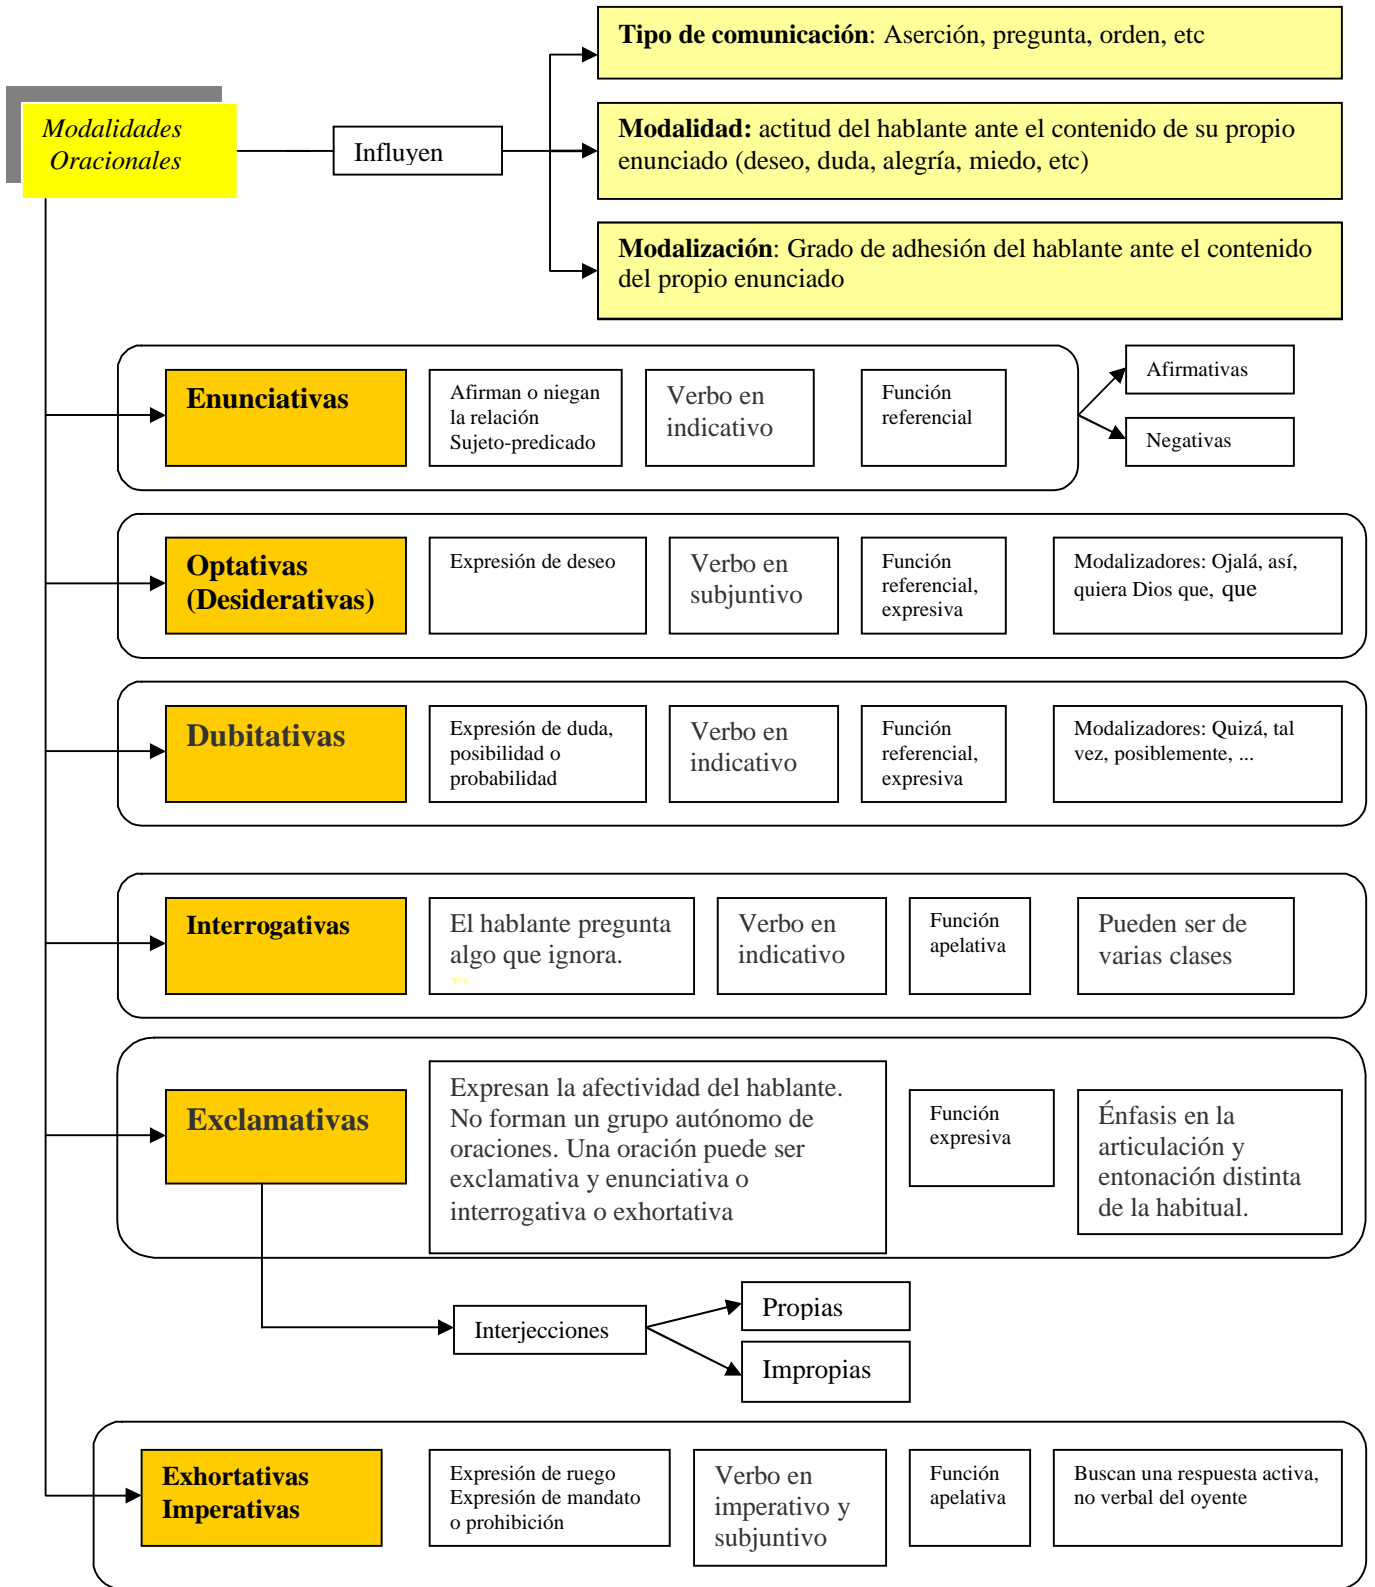 Tipo de comunicación: Aserción, pregunta, orden, etc
Modalidades
Oracionales
Influyen
Modalidad: actitud del hablante ante el contenido de su propio
enunciado (deseo, duda, alegría, miedo, etc)
Modalización: Grado de adhesión del hablante ante el contenido
del propio enunciado
Enunciativas
Afirman o niegan
la relación
Sujeto-predicado
Verbo en
indicativo
Función
referencial
Afirmativas
Negativas
Optativas
(Desiderativas)
Expresión de deseo
Verbo en
subjuntivo
Función
referencial,
expresiva
Modalizadores: Ojalá, así,
quiera Dios que, que
Dubitativas
Expresión de duda,
posibilidad o
probabilidad
Verbo en
indicativo
Función
referencial,
expresiva
Modalizadores: Quizá, tal
vez, posiblemente, ...
Interrogativas
El hablante pregunta
algo que ignora.
Verbo en
indicativo
Función
apelativa
Pueden ser de
varias clases
Exclamativas
Expresan la afectividad del hablante.
No forman un grupo autónomo de
oraciones. Una oración puede ser
exclamativa y enunciativa o
interrogativa o exhortativa
Función
expresiva
Énfasis en la
articulación y
entonación distinta
de la habitual.
Interjecciones
Propias
Impropias
Exhortativas
Imperativas
Expresión de ruego
Expresión de mandato
o prohibición
Verbo en
imperativo y
subjuntivo
Función
apelativa
Buscan una respuesta activa,
no verbal del oyente